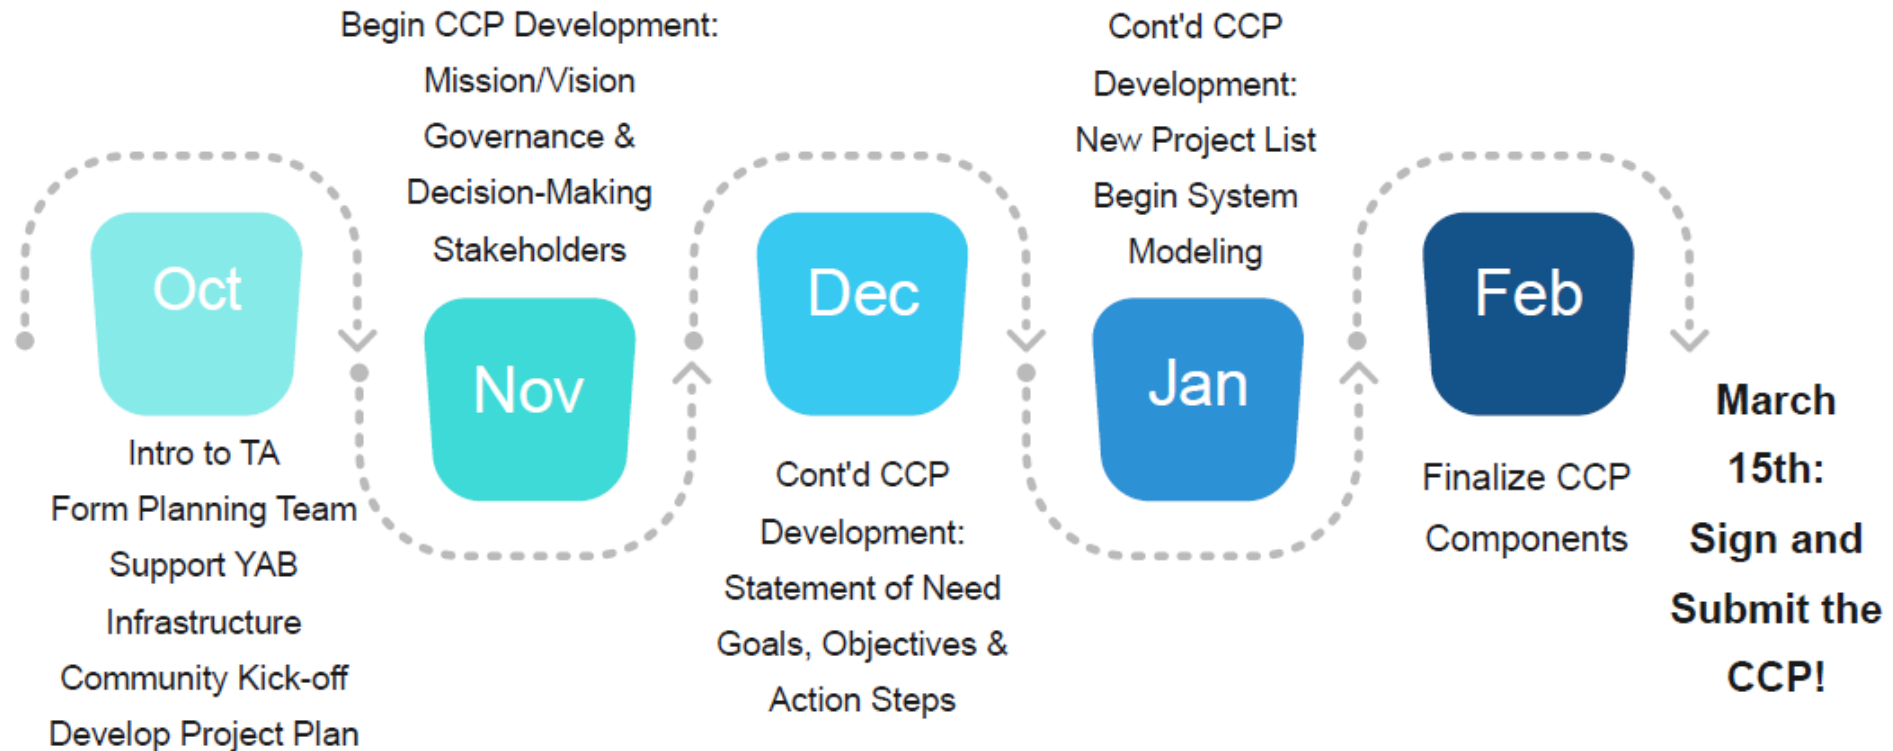 Oct
Intro to TA
Form Planning Team
Support YAB
Infrastructure
Community Kick-off
Develop Project Plan
Begin CCP Development:
Mission/Vision
Governance &
Decision-Making
Stakeholders
Nov
Dec
Cont'd CCP
Development:
Statement of Need
Goals, Objectives &
Action Steps
Cont'd CCP
Development:
New Project List
Begin System
Modeling
Jan
Feb
Finalize CCP
Components
March
15th:
Sign and
Submit the
CCP!